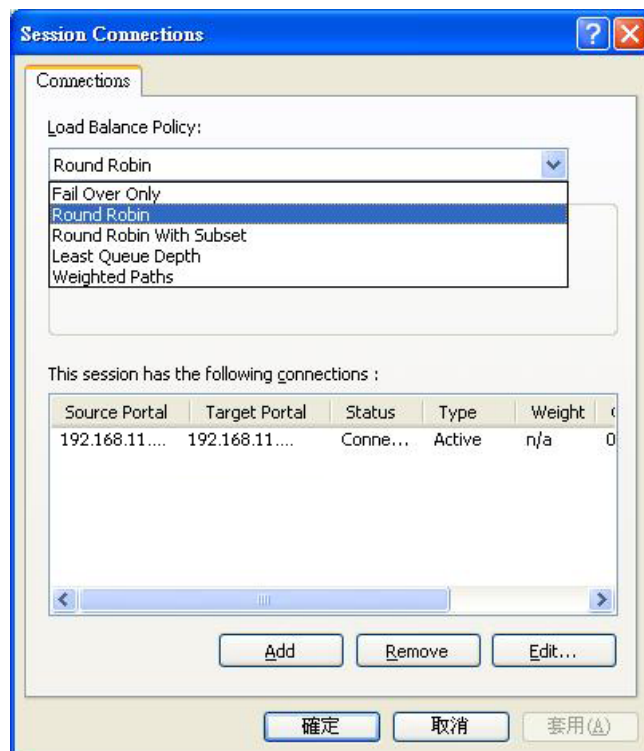 Session Connections
Connections
Load Balance Policy:
Round Robin
Fail Over Only
Round Robin
Round Robin With Subset
Least Queue Depth
Weighted Paths
This session has the following connections :
Source Portal Target Portal Status Type Weight
192.168.11.... 192.168.11.... Conne... Active n/a 0
Add Remove Edit...
確定 取消 套用(A)